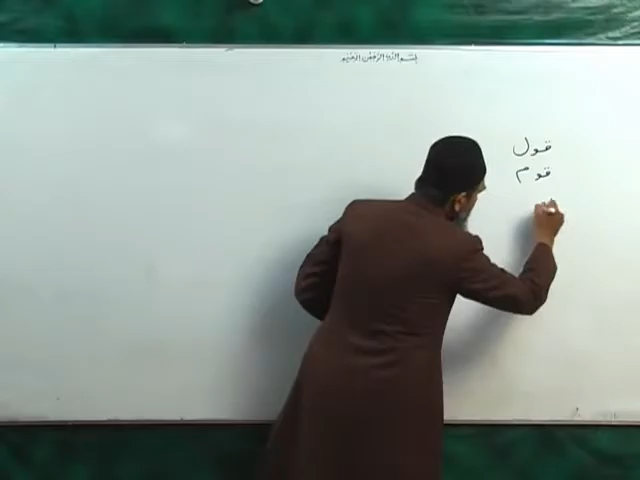 بسم الله الرحمن الرحيم
قول
قوم